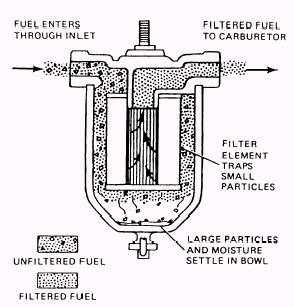 FUEL ENTERS
THROUGH INLET
FILTERED FUEL
TO CARBURETOR
FILTER
ELEMENT
TRAPS
SMALL
PARTICLES
LARGE PARTICLES
AND MOISTURE
SETTLE IN BOWL
UNFILTERED FUEL
FILTERED FUEL